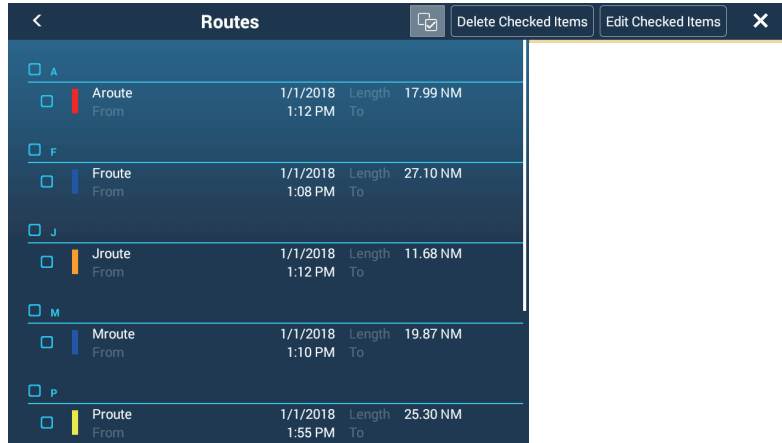 Routes Delete Checked Items Edit Checked Items
A
Aroute 1/1/2018 Length 17.99 NM
From 1:12 PM To
F
Froute 1/1/2018 Length 27.10 NM
From 1:08 PM To
J
Jroute 1/1/2018 Length 11.68 NM
From 1:12 PM To
M
Mroute 1/1/2018 Length 19.87 NM
From 1:10 PM To
P
Proute 1/1/2018 Length 25.30 NM
From 1:55 PM To